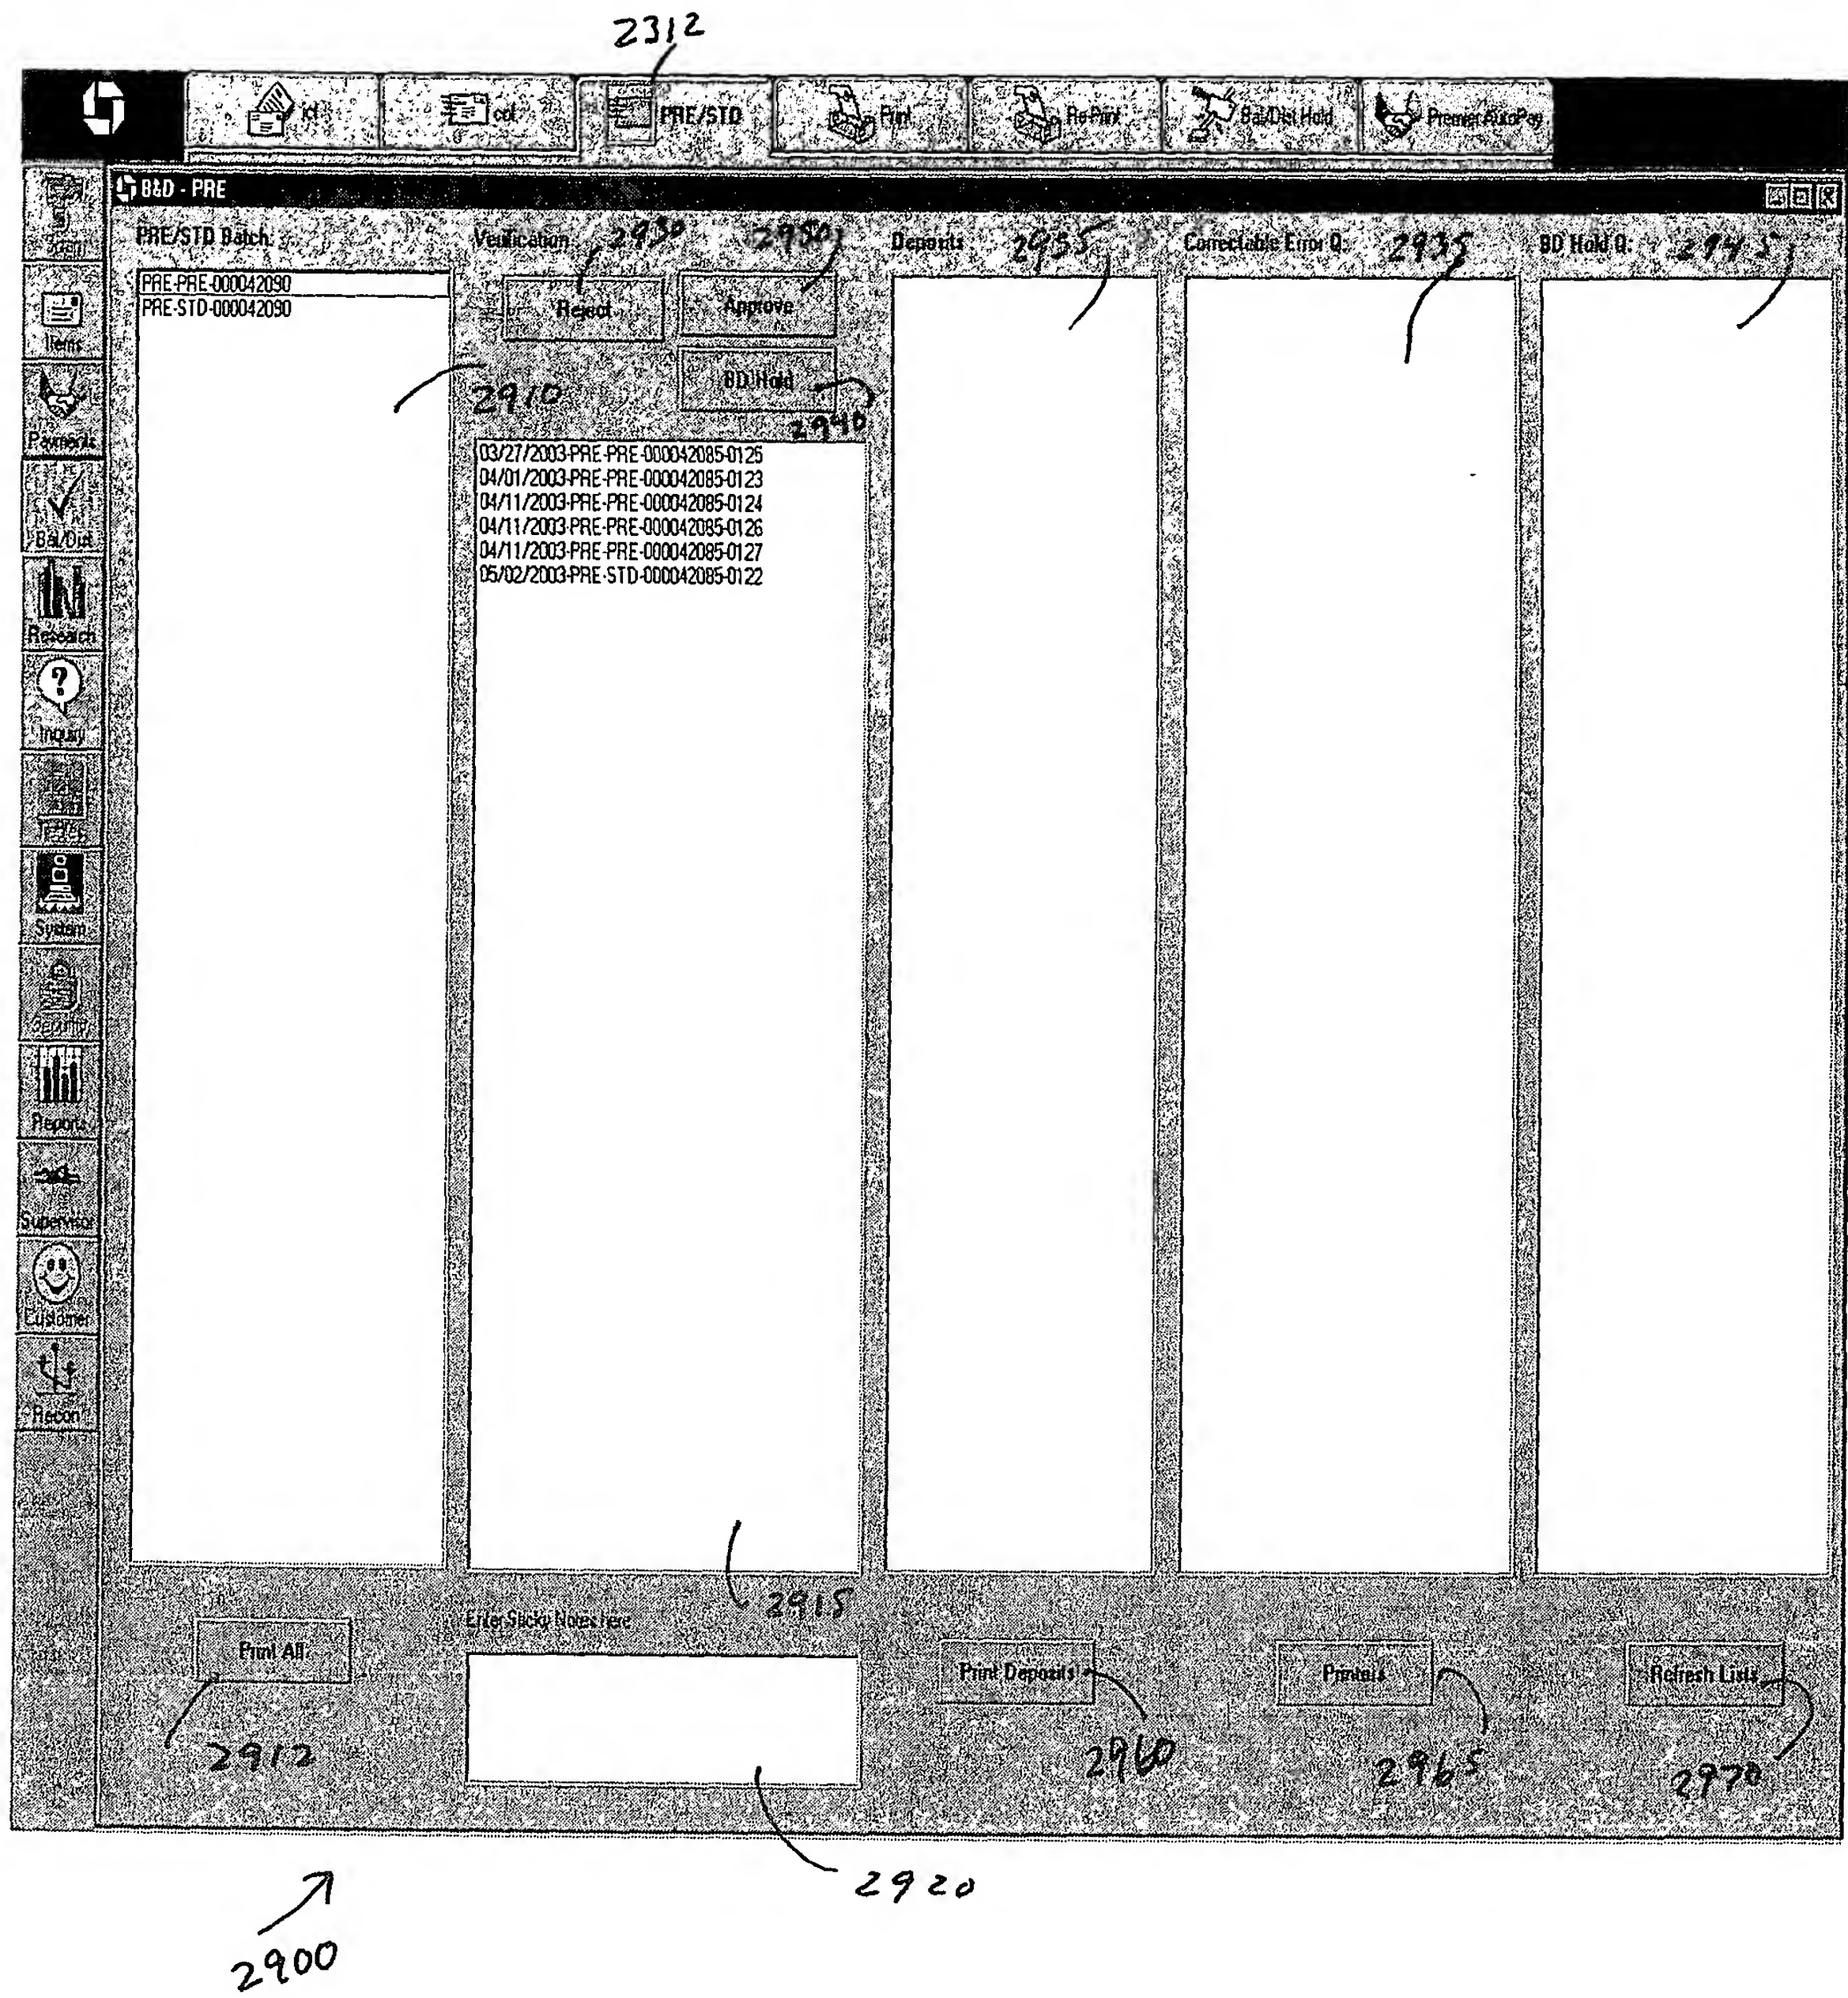 2312
PRE/STD Print Re-Print Bal/Dist Hold Premier AutoPay
B&D - PRE
PRE/STD Batch: Verification: 2930 2950 Deposits 2955 Correctable Error Q: 2935 BD Hold Q: 2945
PRE-PRE-000042090
PRE-STD-000042090
Reject Approve
BD Hold
2910
2940
03/27/2003-PRE-PRE-000042085-0125
04/01/2003-PRE-PRE-000042085-0123
04/11/2003-PRE-PRE-000042085-0124
04/11/2003-PRE-PRE-000042085-0126
04/11/2003-PRE-PRE-000042085-0127
05/02/2003-PRE-STD-000042085-0122
Items
Payments
Bal/Dist
Research
Inquiry
System
Security
Reports
Supervisor
Customer
Recon
2915
Enter Sticky Notes here
Print All
Print Deposits Printers Refresh Lists
2912 2960 2965 2970
2920
2900